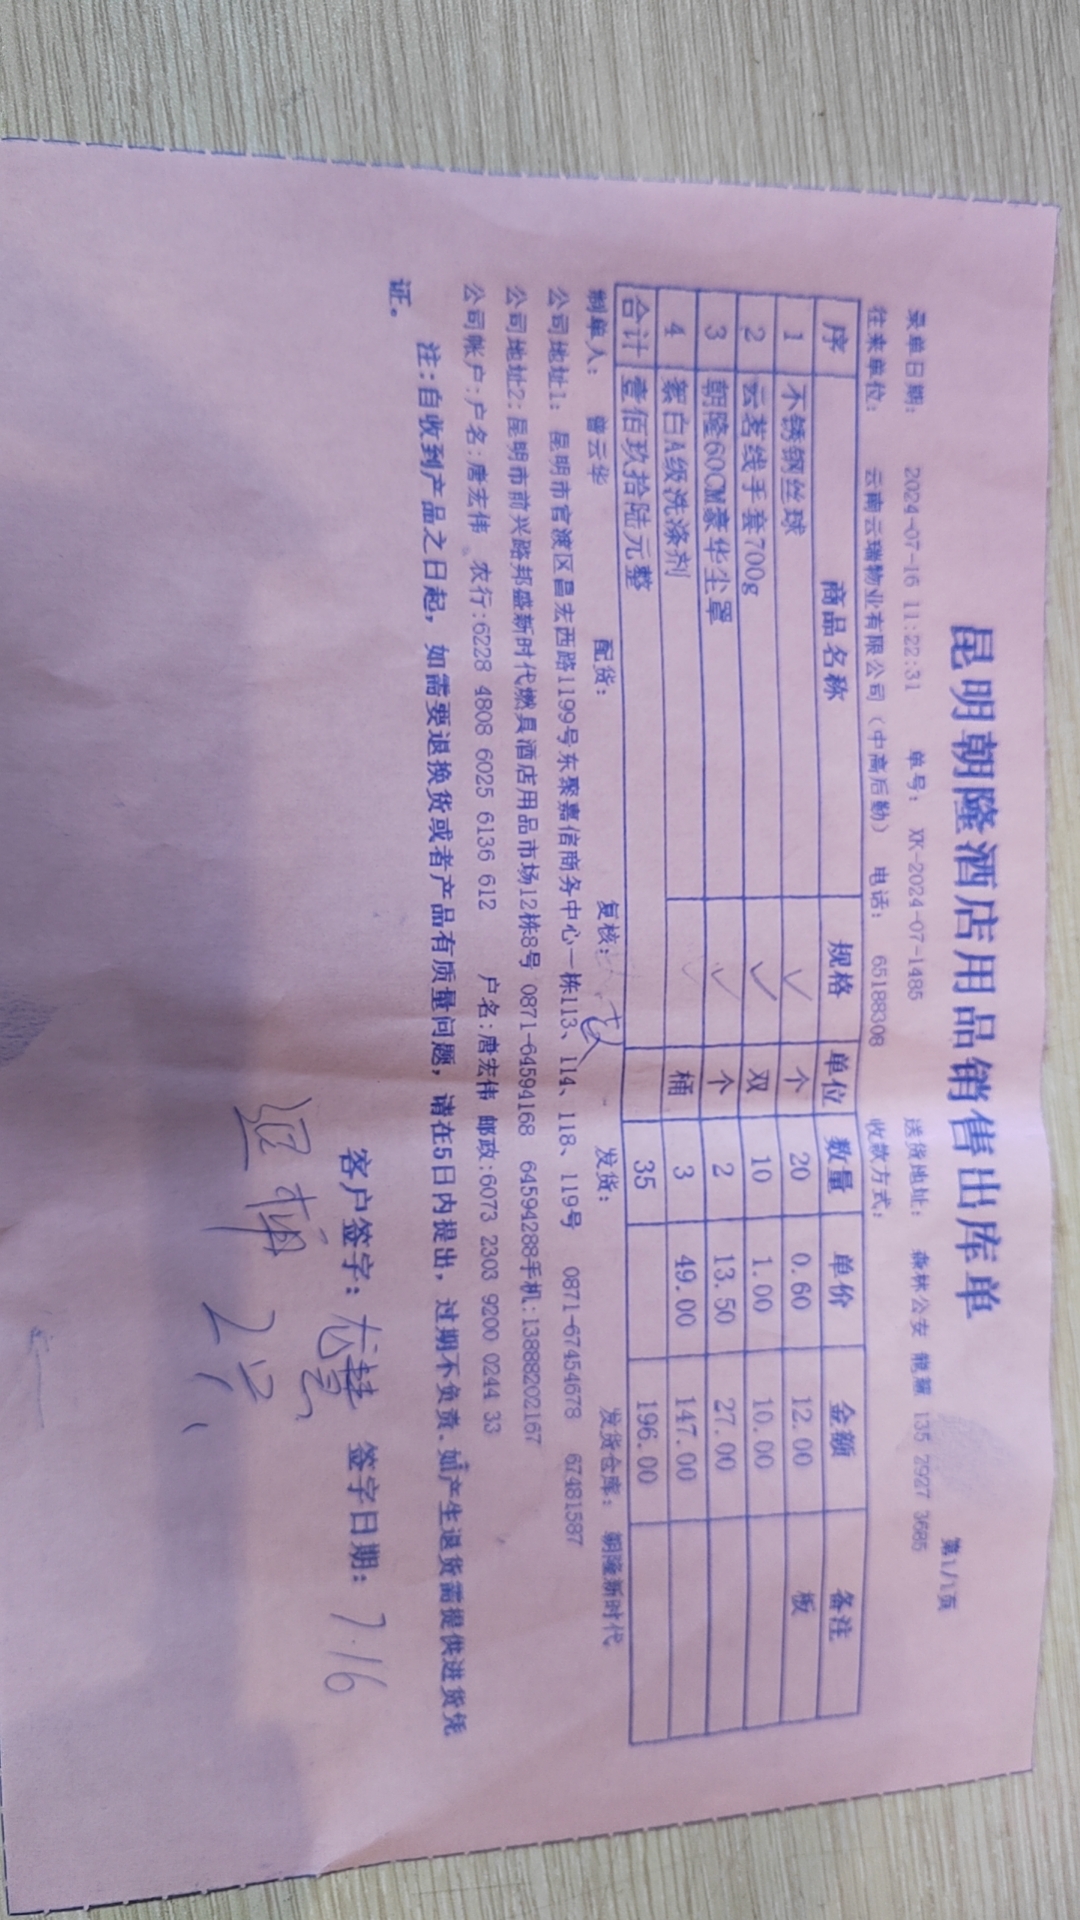 昆明朝隆酒店用品销售出库单
第1/1页
录单日期： 2024-07-16 11:22:31 单号： XK-2024-07-1485 送货地址： 森林公安 135 2927 3685
往来单位： 云南云瑞物业有限公司（中高后勤） 电话： 65188308 收款方式：
序 商品名称 规格 单位 数量 单价 金额 备注
1 不锈钢丝球 ✓ 个 20 0.60 12.00 板
2 云茗线手套700g ✓ 双 10 1.00 10.00
3 朝隆60CM豪华尘罩 ✓ 个 2 13.50 27.00
4 絮白A级洗涤剂 ✓ 桶 3 49.00 147.00
合计 壹佰玖拾陆元整 35 196.00
制单人： 曾云华 配货： 复核： 发货： 发货仓库： 朝隆新时代
公司地址1： 昆明市官渡区昌宏西路1199号东聚嘉信商务中心一栋113、114、118、119号 0871-67454678 67481587
公司地址2：昆明市前兴路邦盛新时代燃具酒店用品市场12栋8号 0871-64594168 64594288手机:13888202167
公司帐户:户名:唐宏伟 农行:6228 4808 6025 6136 612 户名:唐宏伟 邮政:6073 2303 9200 0244 33
注:自收到产品之日起，如需要退换货或者产品有质量问题，请在5日内提出，过期不负责、如产生退货需提供进货凭
证。
客户签字： 签字日期： 7.16